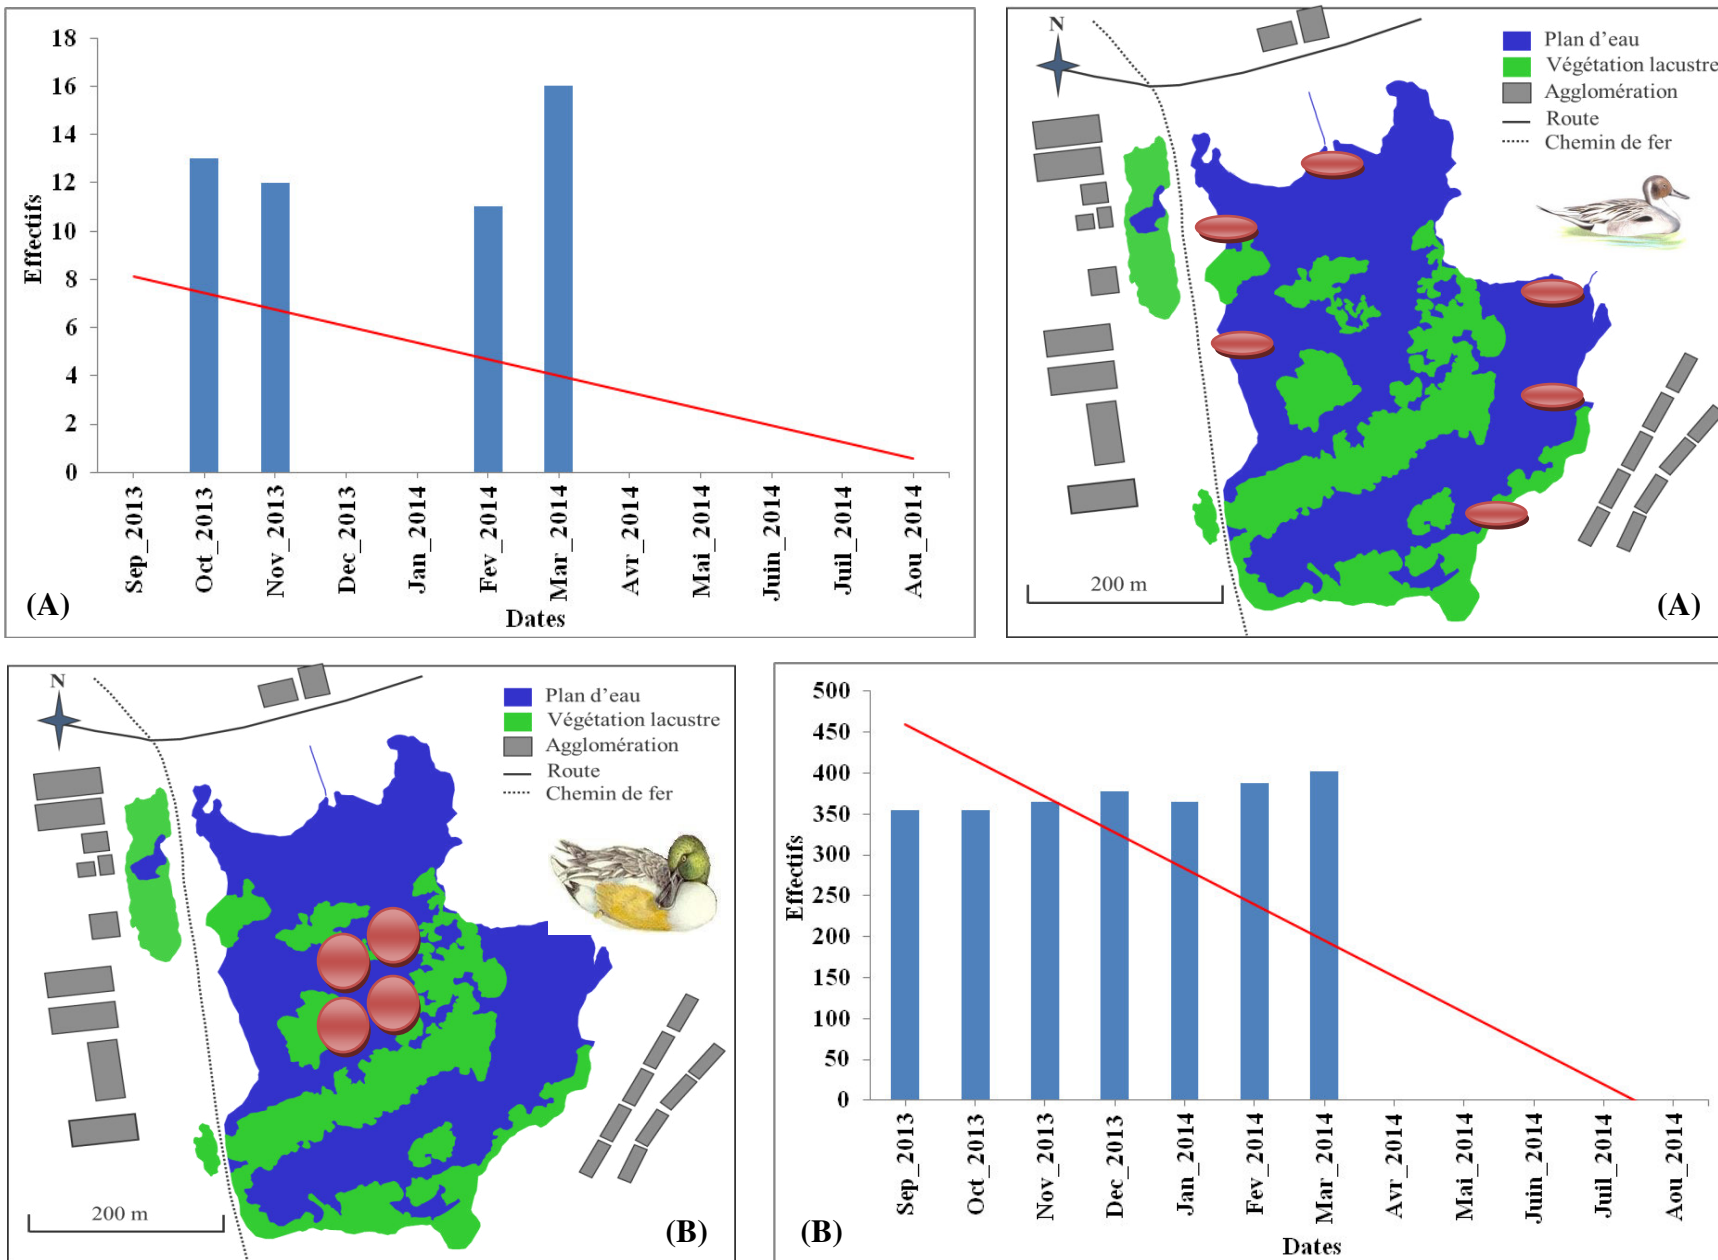 18
16
14
12
10
8
6
4
2
0
Effectifs
Sep_2013
Oct_2013
Nov_2013
Dec_2013
Jan_2014
Fev_2014
Mar_2014
Avr_2014
Mai_2014
Juin_2014
Juil_2014
Aou_2014
Dates
(A)
N
Plan d'eau
Végétation lacustre
Agglomération
Route
Chemin de fer
200 m
(A)
N
Plan d'eau
Végétation lacustre
Agglomération
Route
Chemin de fer
200 m
(B)
500
450
400
350
300
250
200
150
100
50
0
Effectifs
Sep_2013
Oct_2013
Nov_2013
Dec_2013
Jan_2014
Fev_2014
Mar_2014
Avr_2014
Mai_2014
Juin_2014
Juil_2014
Aou_2014
Dates
(B)